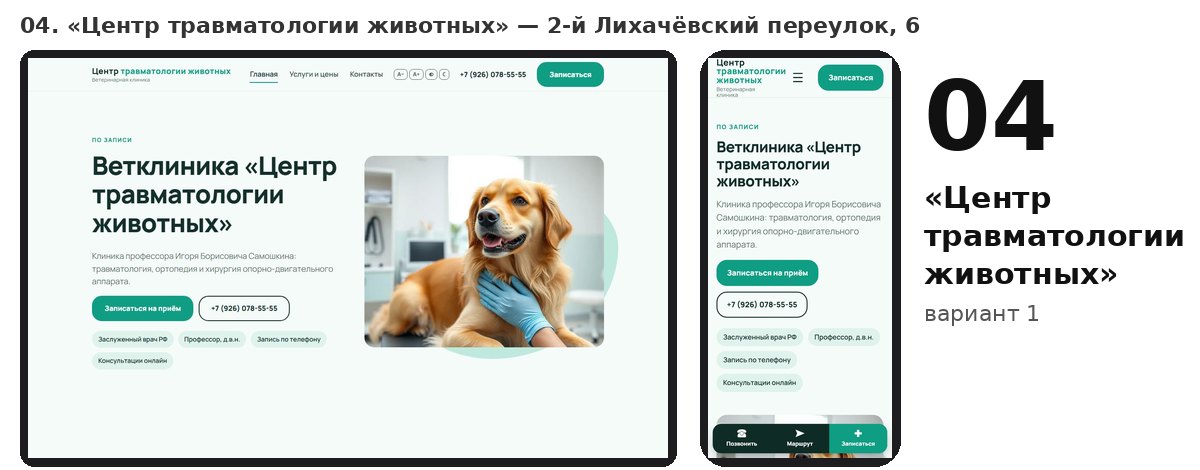 04. «Центр травматологии животных» — 2-й Лихачёвский переулок, 6
Центр травматологии животных
Ветеринарная клиника
Главная
Услуги и цены
Контакты
A−
A+
+7 (926) 078-55-55
Записаться
ПО ЗАПИСИ
Ветклиника «Центр
травматологии
животных»
Клиника профессора Игоря Борисовича Самошкина:
травматология, ортопедия и хирургия опорно-двигательного
аппарата.
Записаться на приём
+7 (926) 078-55-55
Заслуженный врач РФ
Профессор, д.в.н.
Запись по телефону
Консультации онлайн
Центр
травматологии
животных
Ветеринарная
клиника
Записаться
ПО ЗАПИСИ
Ветклиника «Центр
травматологии
животных»
Клиника профессора Игоря Борисовича
Самошкина: травматология, ортопедия
и хирургия опорно-двигательного
аппарата.
Записаться на приём
+7 (926) 078-55-55
Заслуженный врач РФ
Профессор, д.в.н.
Запись по телефону
Консультации онлайн
Позвонить
Маршрут
Записаться
04
«Центр
травматологии
животных»
вариант 1